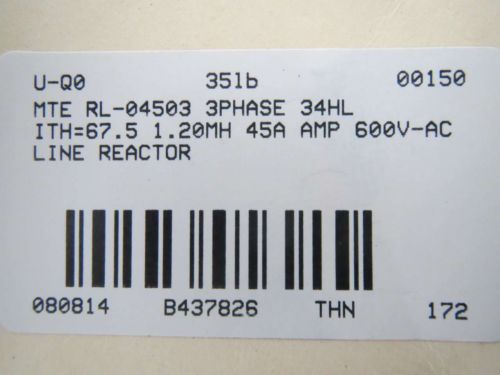 U-Q0 35lb 00150
MTE RL-04503 3PHASE 34HL
ITH=67.5 1.20MH 45A AMP 600V-AC
LINE REACTOR
080814 B437826 THN 172